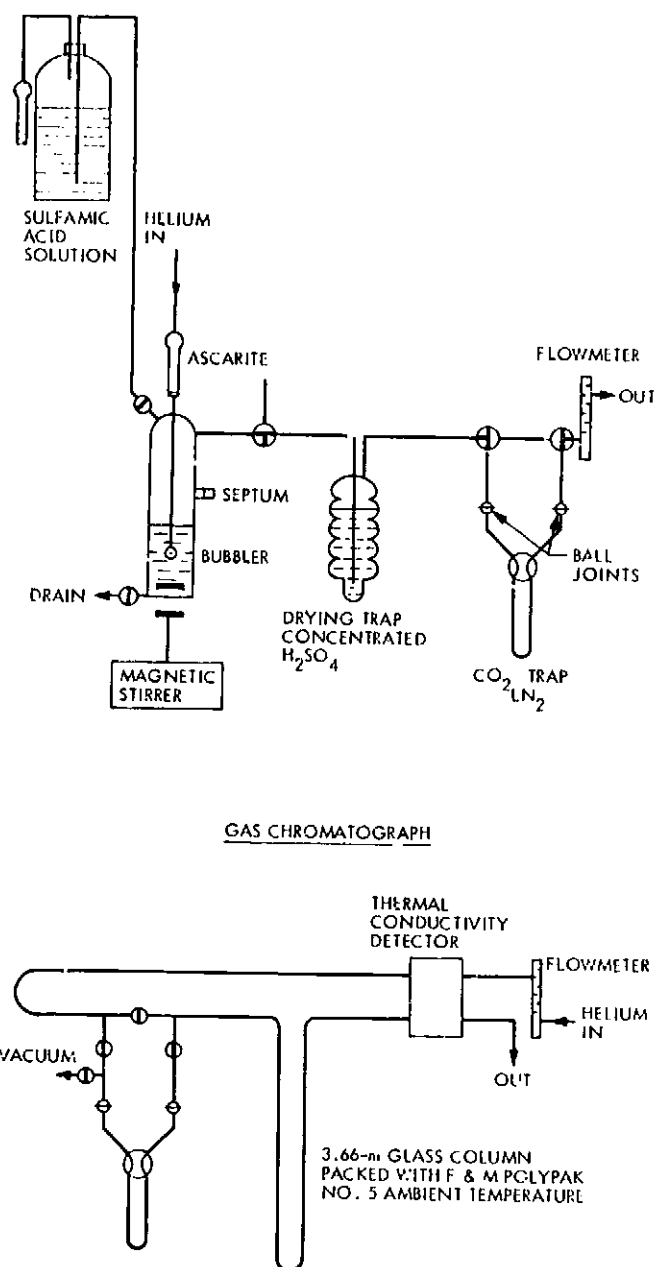 SULFAMIC
ACID
SOLUTION
HELIUM
IN
ASCARITE
FLOWMETER
OUT
SEPTUM
BUBBLER
BALL
JOINTS
DRAIN
DRYING TRAP
CONCENTRATED
H2SO4
MAGNETIC
STIRRER
CO2 TRAP
LN2
GAS CHROMATOGRAPH
THERMAL
CONDUCTIVITY
DETECTOR
FLOWMETER
HELIUM
IN
VACUUM
OUT
3.66-m GLASS COLUMN
PACKED WITH F & M POLYPAK
NO. 5 AMBIENT TEMPERATURE